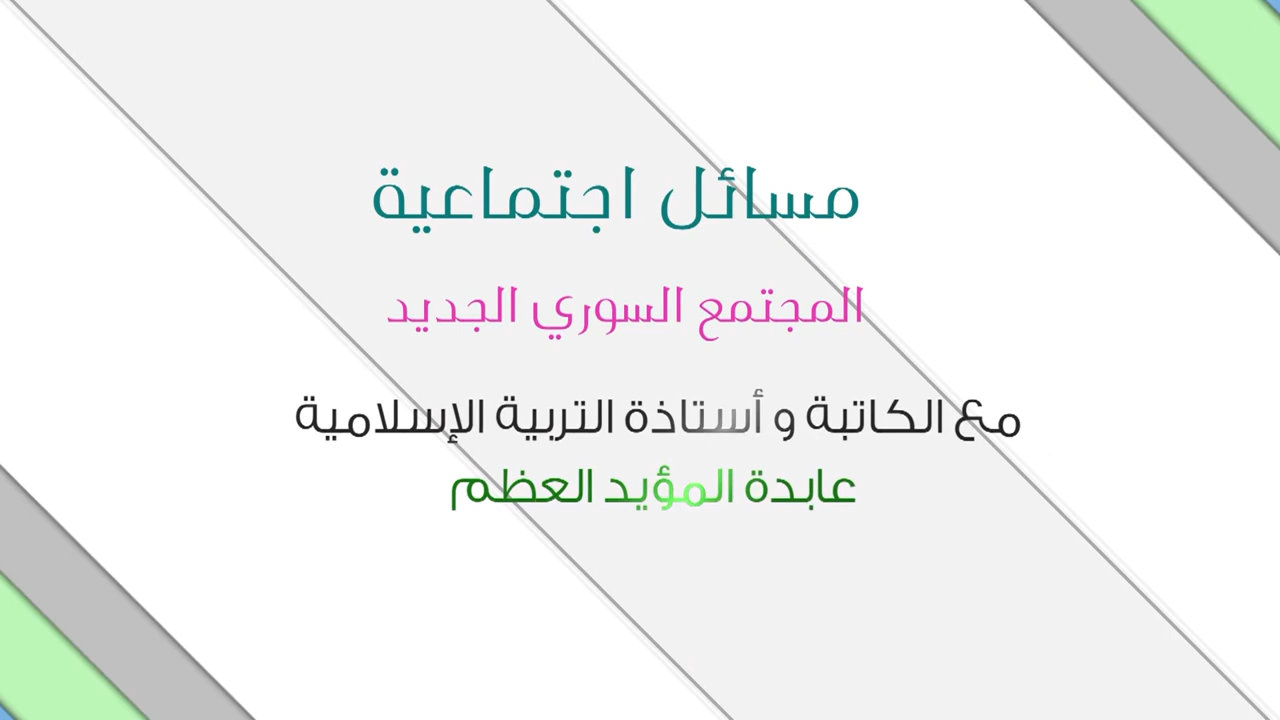 مسائل اجتماعية
المجتمع السوري الجديد
مع الكاتبة و أستاذة التربية الإسلامية
عابدة المؤيد العظم